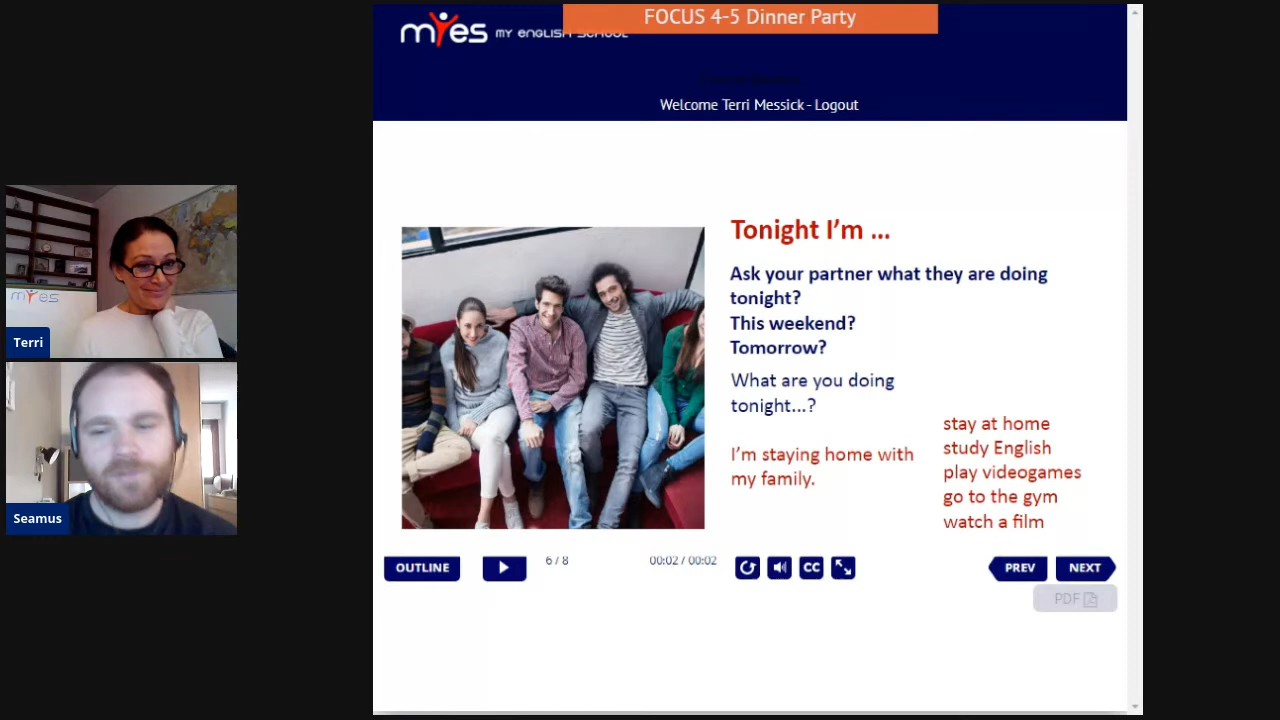 FOCUS 4-5 Dinner Party
myes MY ENGLISH SCHOOL
Welcome Terri Messick - Logout
myes
Terri
Seamus
Tonight I'm ...
Ask your partner what they are doing
tonight?
This weekend?
Tomorrow?
What are you doing
tonight...?
I'm staying home with
my family.
stay at home
study English
play videogames
go to the gym
watch a film
OUTLINE
6 / 8
00:02 / 00:02
CC
PREV
NEXT
PDF